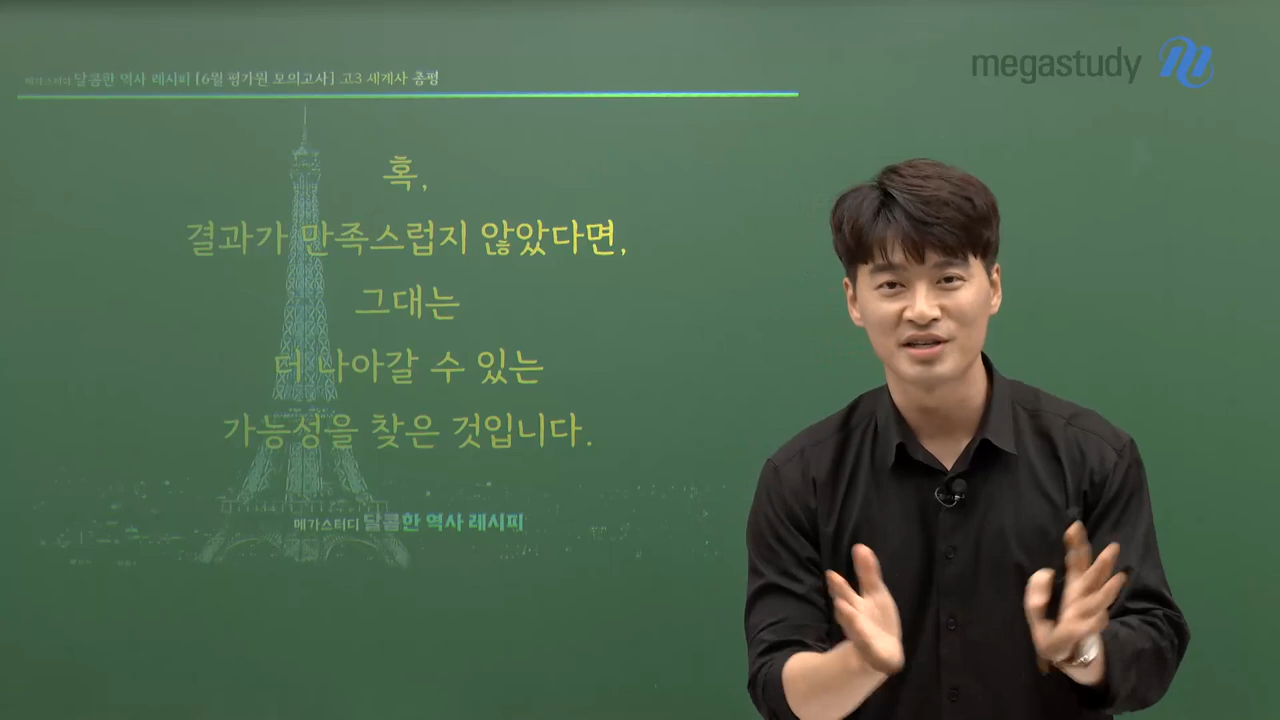 메가스터디 달콤한 역사 레시피 [6월 평가원 모의고사] 고3 세계사 총평
megastudy
혹,
결과가 만족스럽지 않았다면,
그대는
더 나아갈 수 있는
가능성을 찾은 것입니다.
메가스터디 달콤한 역사 레시피